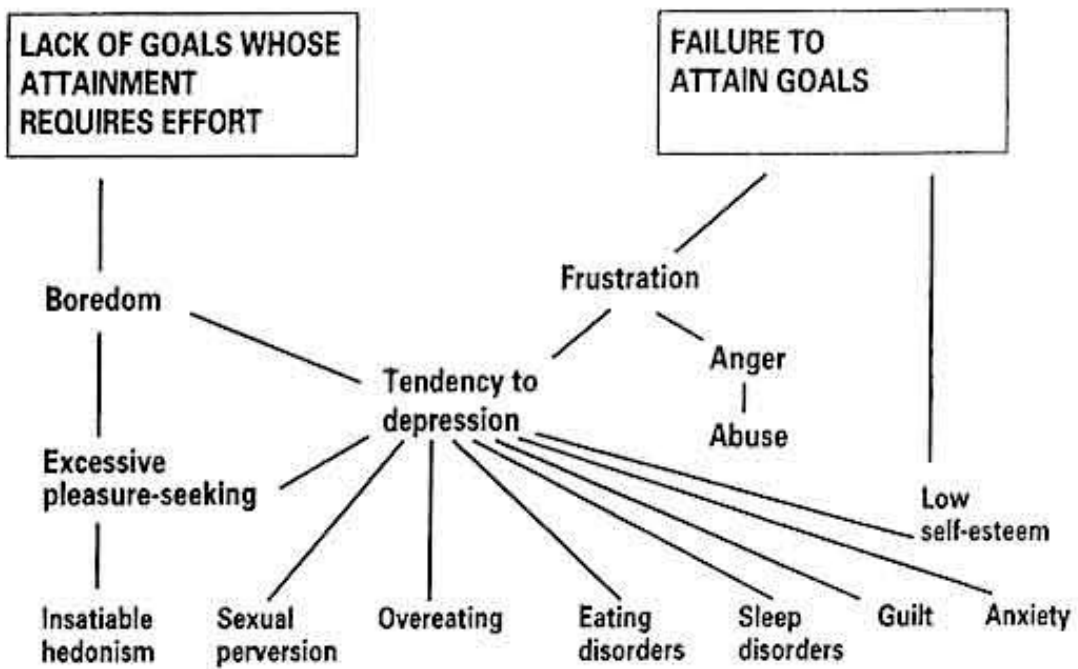 LACK OF GOALS WHOSE
ATTAINMENT
REQUIRES EFFORT
FAILURE TO
ATTAIN GOALS
Boredom
Frustration
Anger
Abuse
Tendency to
depression
Excessive
pleasure-seeking
Low
self-esteem
Insatiable
hedonism
Sexual
perversion
Overeating
Eating
disorders
Sleep
disorders
Guilt
Anxiety